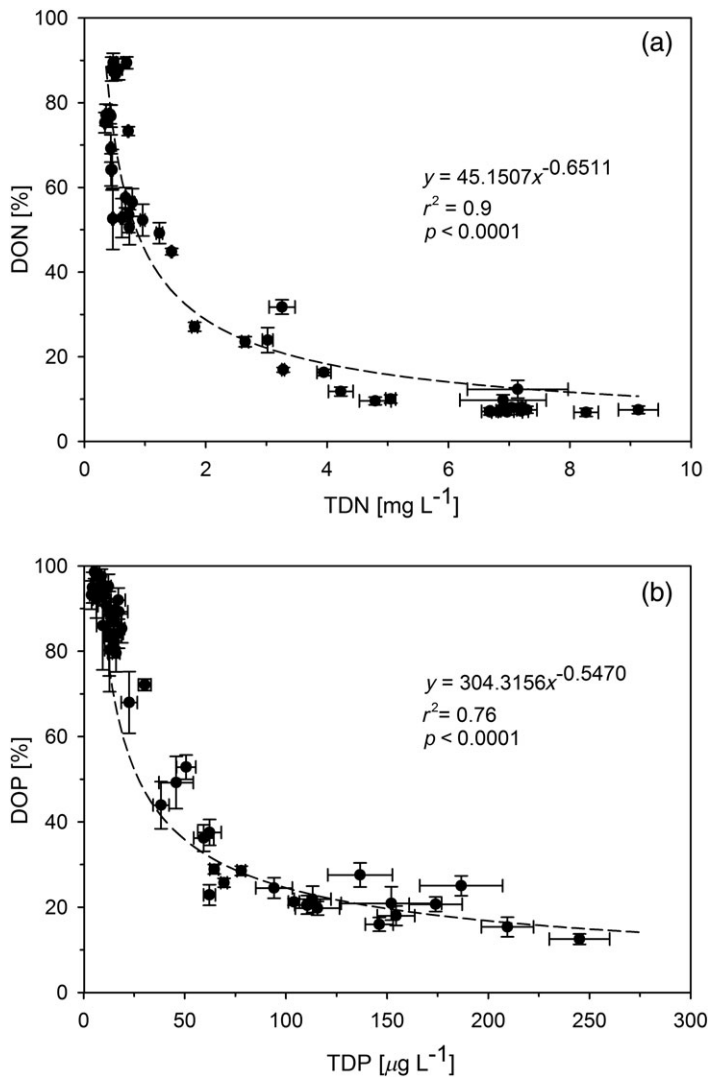 100
80
60
40
20
0
DON [%]
(a)
y = 45.1507x^-0.6511
r² = 0.9
p < 0.0001
0 2 4 6 8 10
TDN [mg L⁻¹]
100
80
60
40
20
0
DOP [%]
(b)
y = 304.3156x^-0.5470
r² = 0.76
p < 0.0001
0 50 100 150 200 250 300
TDP [μg L⁻¹]